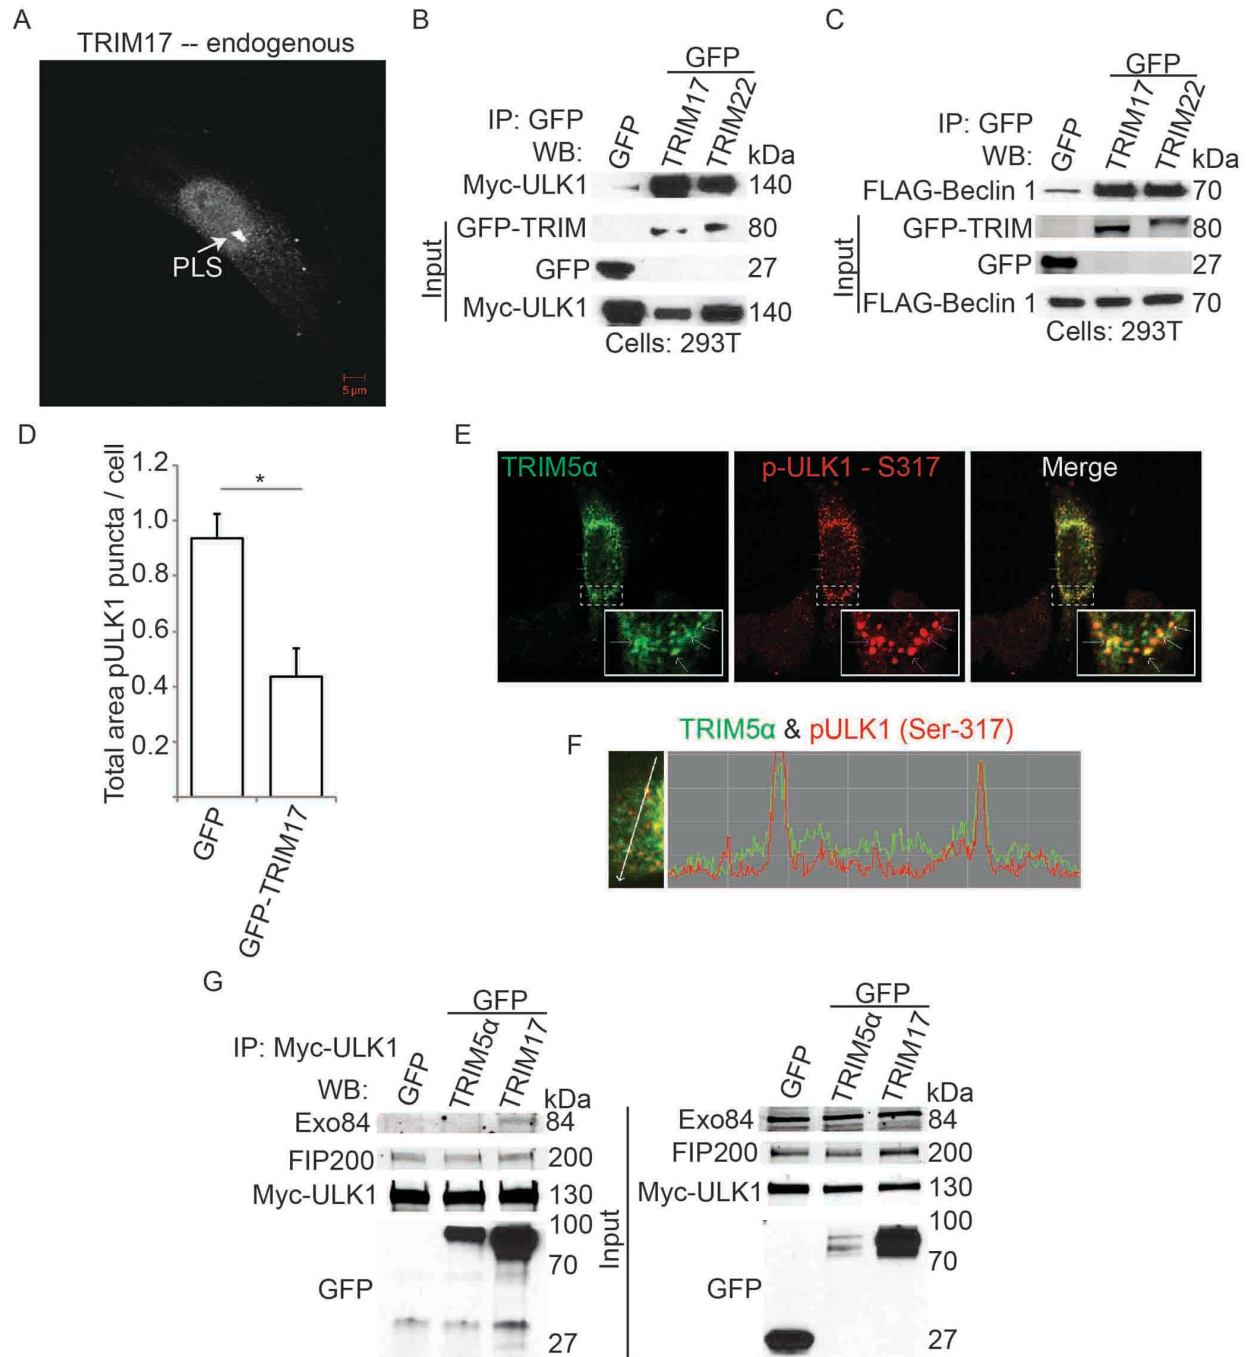 A
TRIM17 -- endogenous
PLS
5 µm
B
GFP
IP: GFP
WB:
GFP
TRIM17
TRIM22
kDa
Myc-ULK1
140
Input
GFP-TRIM
80
GFP
27
Myc-ULK1
140
Cells: 293T
C
GFP
IP: GFP
WB:
GFP
TRIM17
TRIM22
kDa
FLAG-Beclin 1
70
Input
GFP-TRIM
80
GFP
27
FLAG-Beclin 1
70
Cells: 293T
D
Total area pULK1 puncta / cell
1.2
1.0
0.8
0.6
0.4
0.2
*
GFP
GFP-TRIM17
E
TRIM5α
p-ULK1 - S317
Merge
F
TRIM5α & pULK1 (Ser-317)
G
GFP
IP: Myc-ULK1
WB:
GFP
TRIM5α
TRIM17
kDa
Exo84
84
FIP200
200
Myc-ULK1
130
GFP
100
70
27
Input
GFP
GFP
TRIM5α
TRIM17
kDa
Exo84
84
FIP200
200
Myc-ULK1
130
GFP
100
70
27